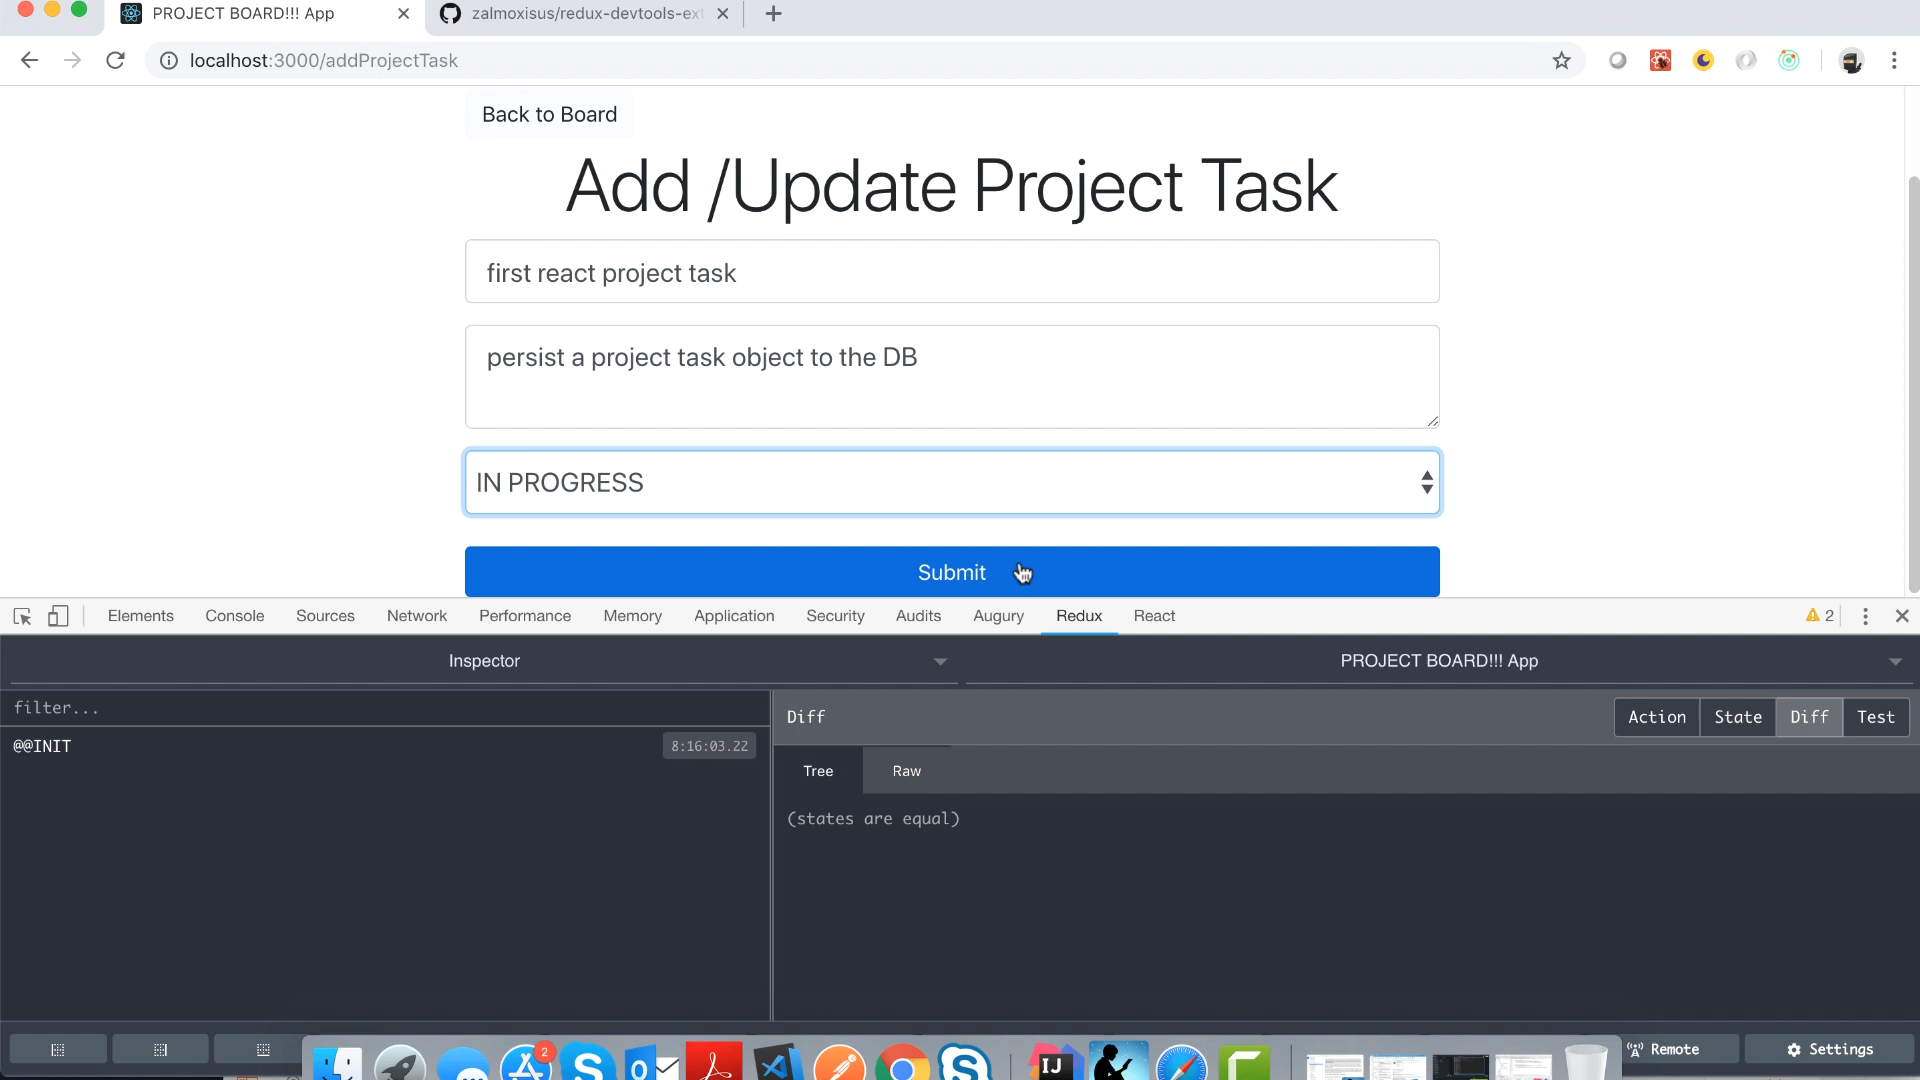 PROJECT BOARD!!! App
zalmoxisus/redux-devtools-ext
localhost:3000/addProjectTask
Back to Board
Add /Update Project Task
first react project task
persist a project task object to the DB
IN PROGRESS
Submit
Elements Console Sources Network Performance Memory Application Security Audits Augury Redux React 2
Inspector
PROJECT BOARD!!! App
filter...
Diff
Action State Diff Test
@@INIT
8:16:03.22
Tree Raw
(states are equal)
2
IJ
Remote
Settings